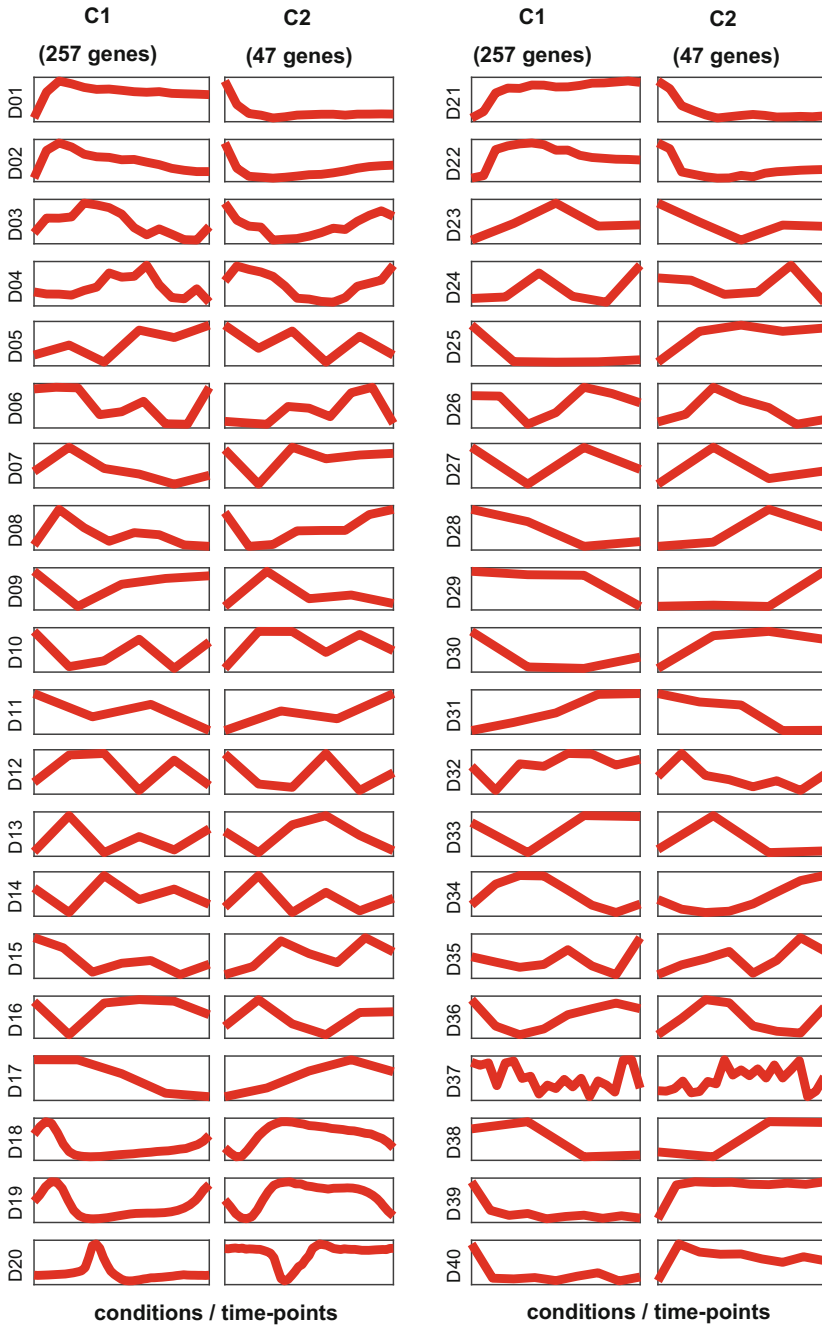 C1 C2 C1 C2
(257 genes) (47 genes) (257 genes) (47 genes)
D01 D21
D02 D22
D03 D23
D04 D24
D05 D25
D06 D26
D07 D27
D08 D28
D09 D29
D10 D30
D11 D31
D12 D32
D13 D33
D14 D34
D15 D35
D16 D36
D17 D37
D18 D38
D19 D39
D20 D40
conditions / time-points conditions / time-points